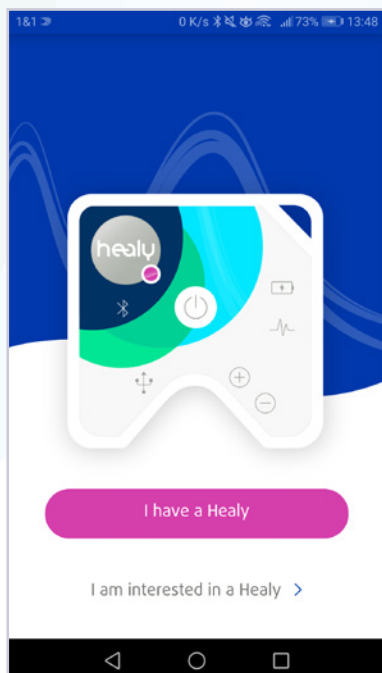 1&1 0 K/s 73% 13:48
healy
I have a Healy
I am interested in a Healy >